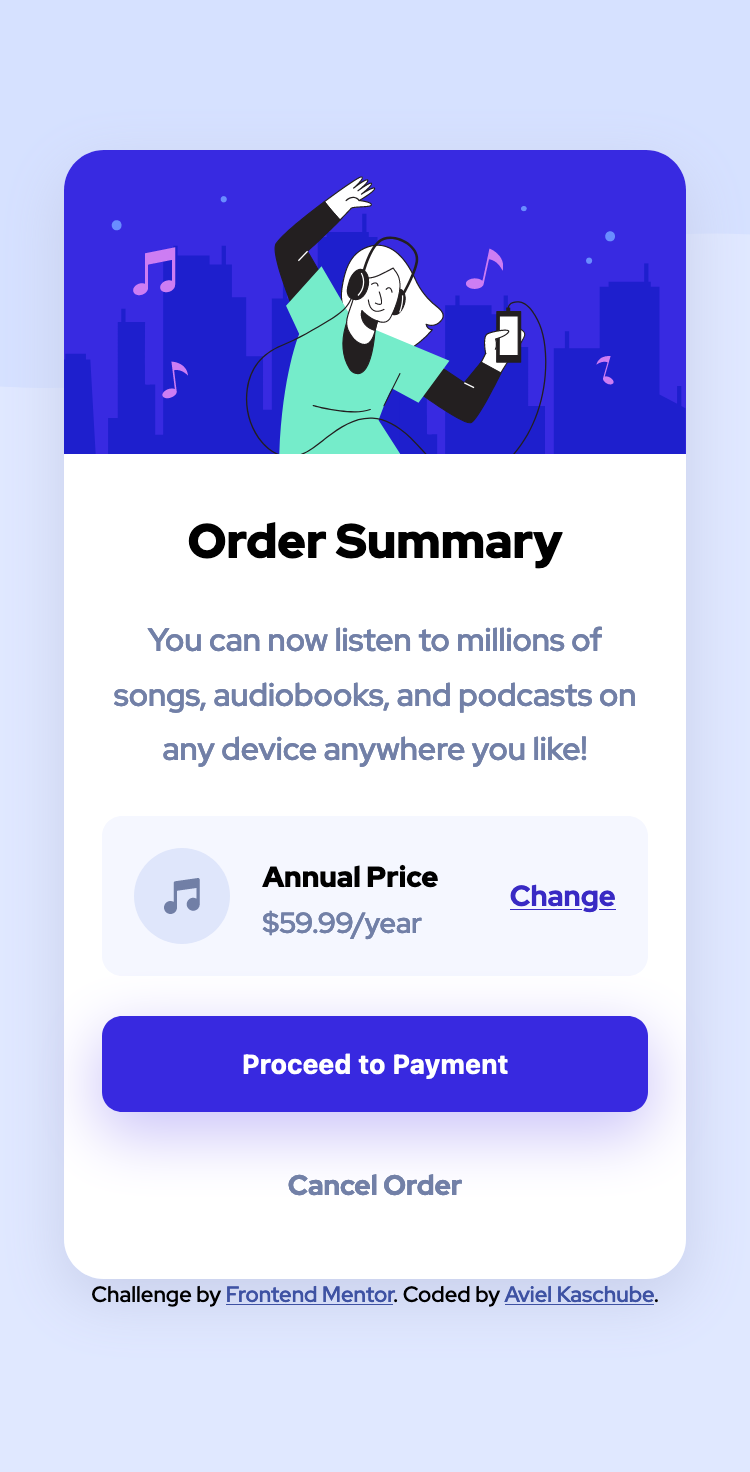 Order Summary
You can now listen to millions of
songs, audiobooks, and podcasts on
any device anywhere you like!
Annual Price
$59.99/year
Change
Proceed to Payment
Cancel Order
Challenge by Frontend Mentor. Coded by Aviel Kaschube.